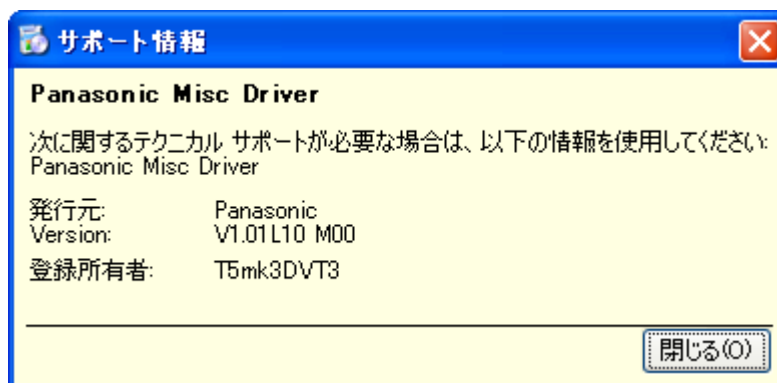 サポート情報
Panasonic Misc Driver
次に関するテクニカル サポートが必要な場合は、以下の情報を使用してください:
Panasonic Misc Driver
発行元: Panasonic
Version: V1.01L10 M00
登録所有者: T5mk3DVT3
閉じる(O)